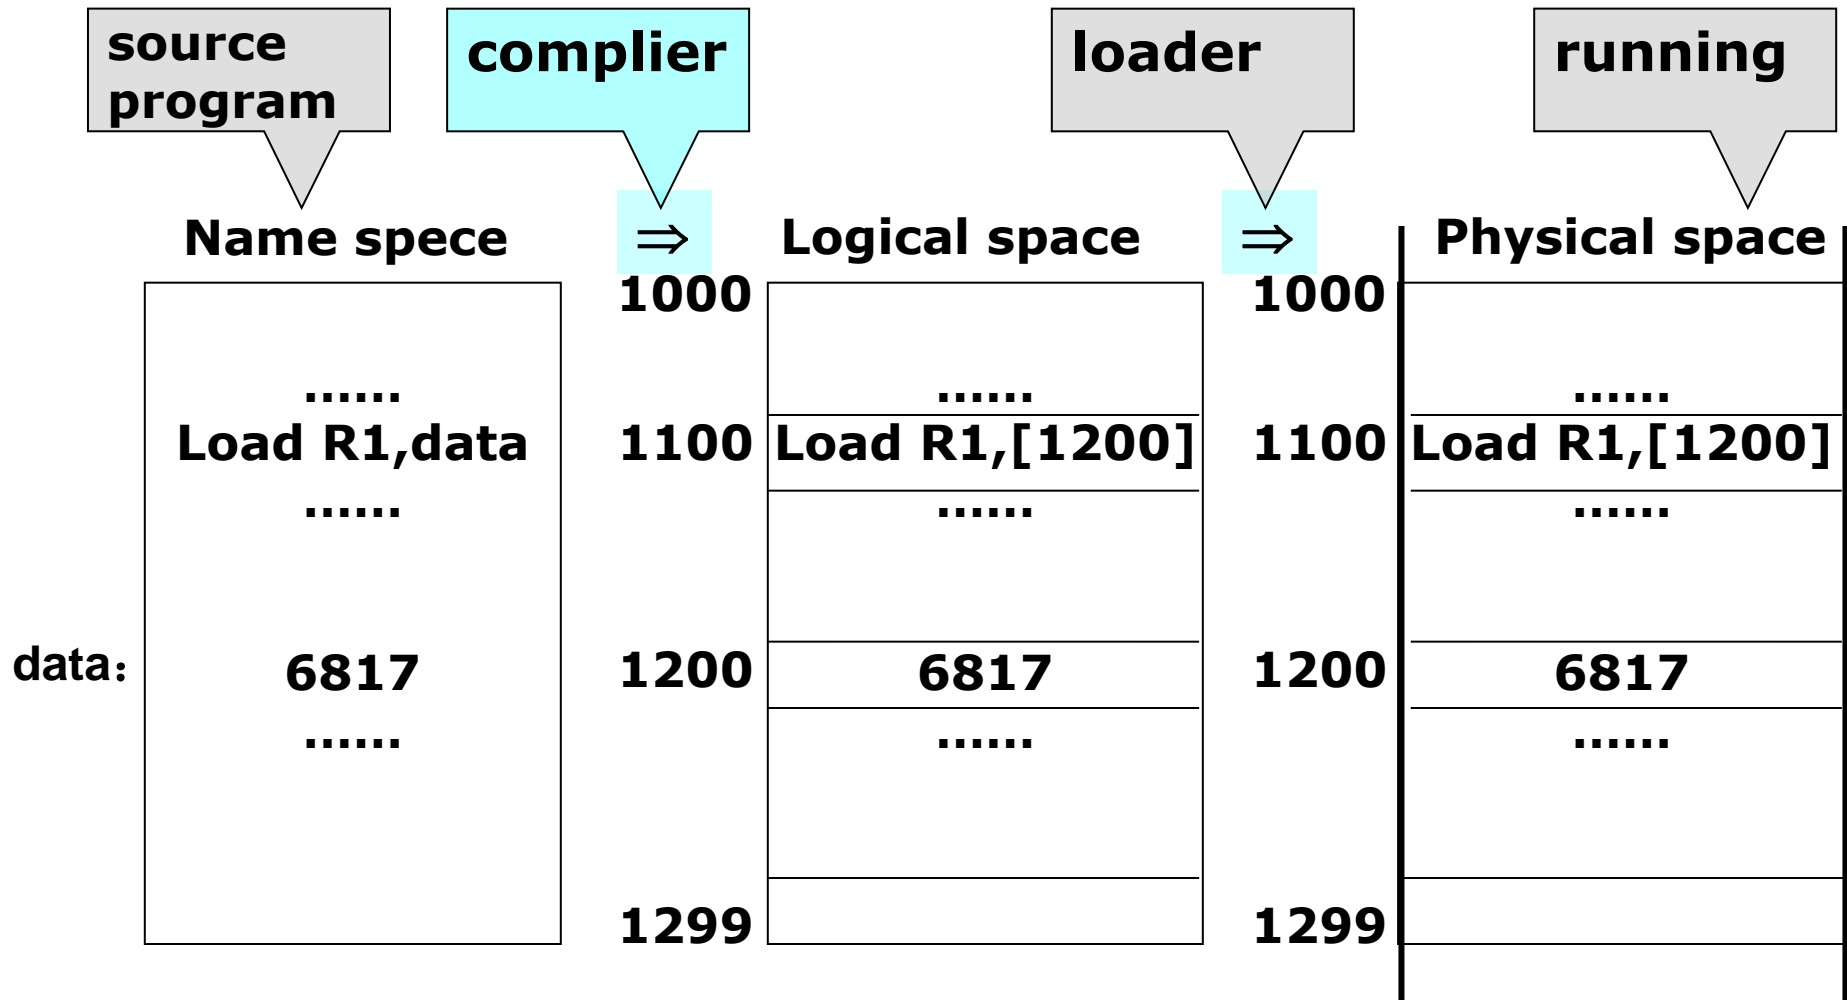 source
program
complier
loader
running
Name spece
⇒
Logical space
⇒
Physical space
1000
1000
......
......
......
Load R1,data
1100
Load R1,[1200]
1100
Load R1,[1200]
......
......
......
data：
6817
1200
6817
1200
6817
......
......
......
1299
1299